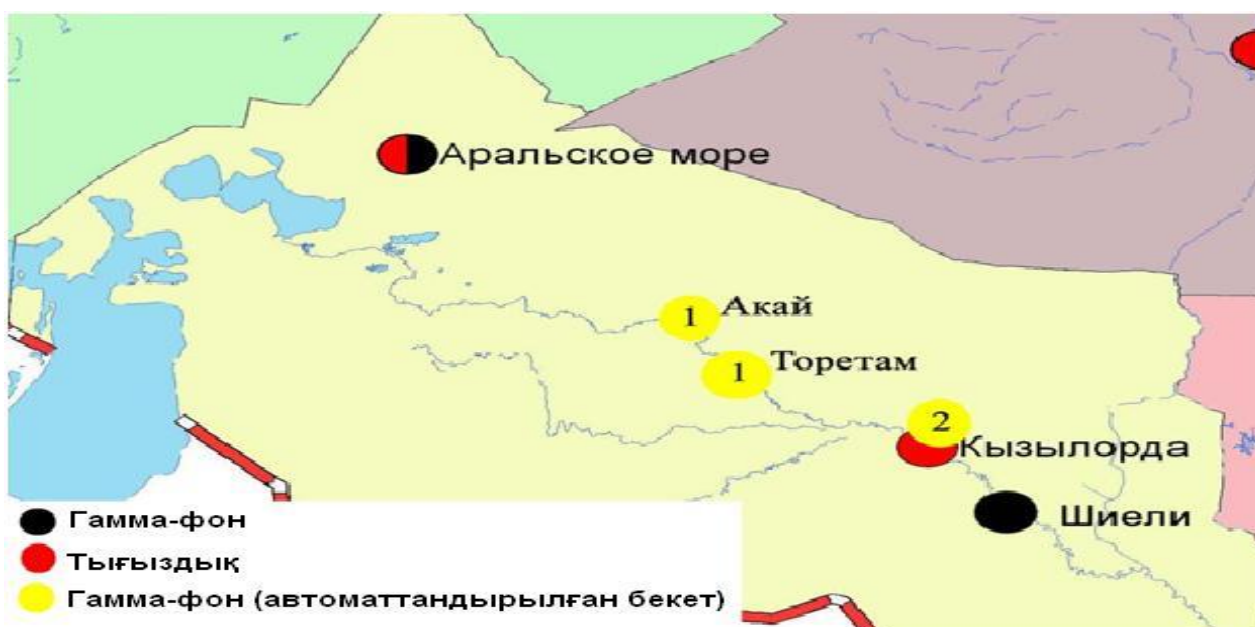 Аральское море
1 Акай
1 Торетам
2
Кызылорда
Шиели
Гамма-фон
Тығыздық
Гамма-фон (автоматтандырылған бекет)